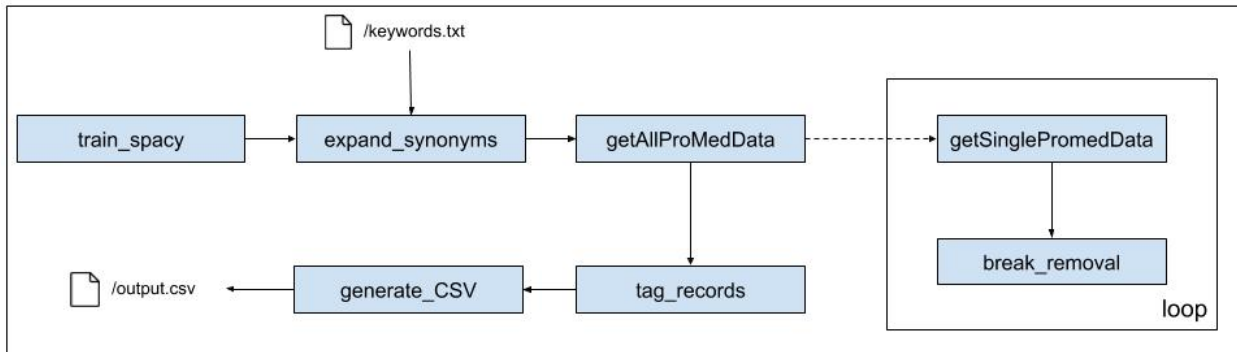 /keywords.txt
train_spacy
expand_synonyms
getAllProMedData
getSinglePromedData
break_removal
loop
/output.csv
generate_CSV
tag_records